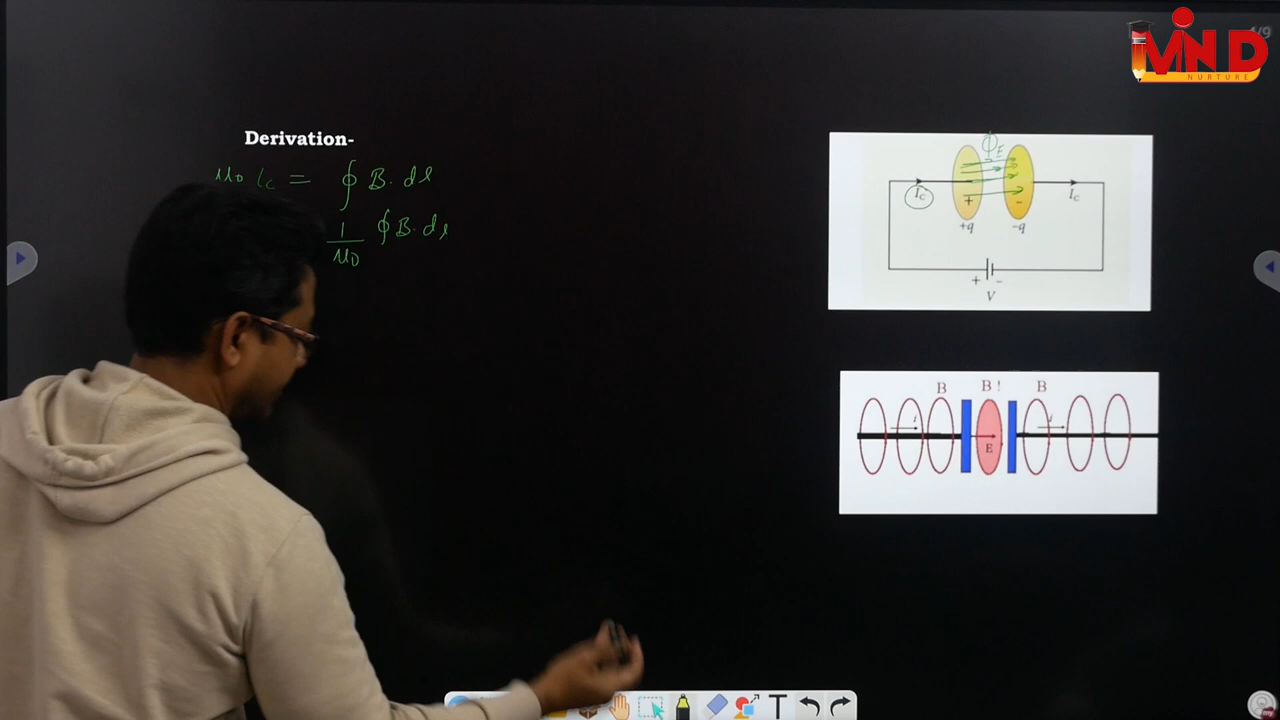 MIND
NURTURE
Derivation-
μ0 Ic = ∮ B. dl
1/μ0 ∮ B. dl
ΦE
Ic
+
-
Ic
+q
-q
+
-
V
B
B !
B
i
i
E